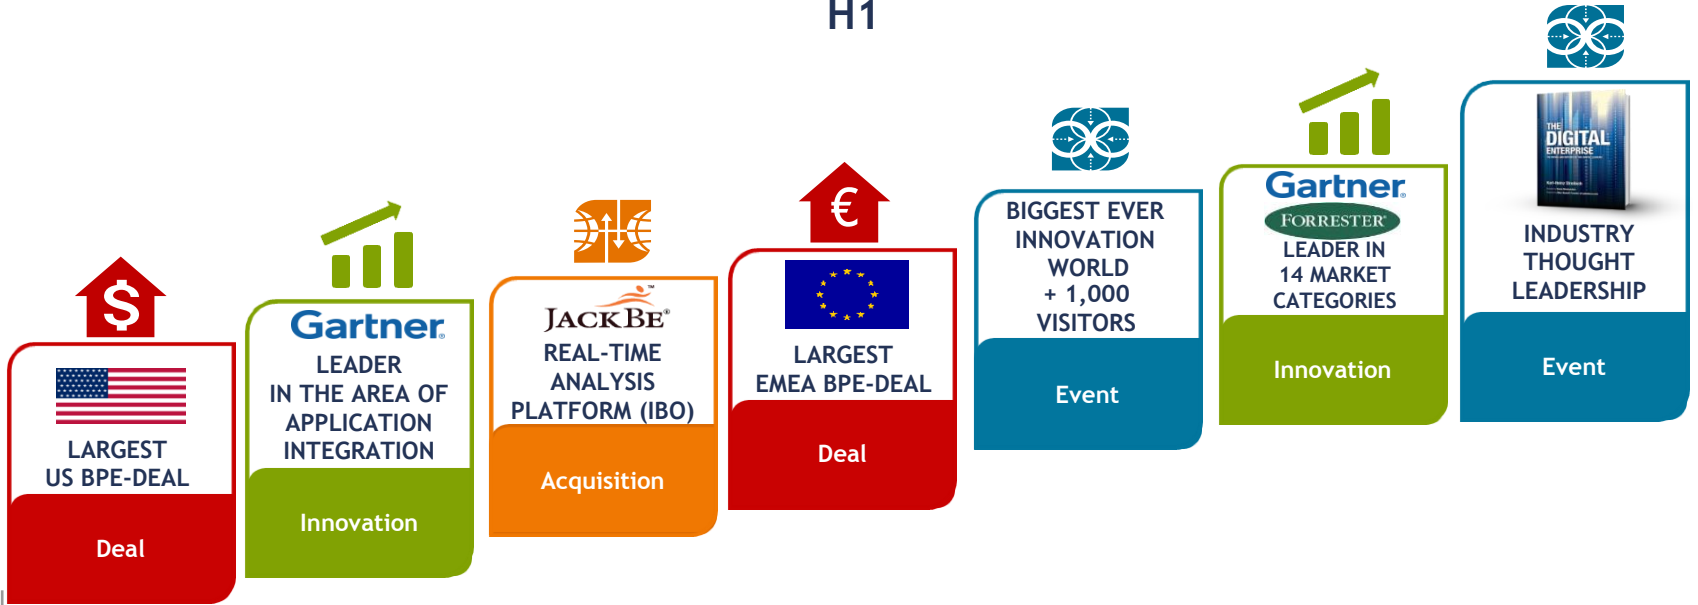 H1
$
LARGEST
US BPE-DEAL
Deal
Gartner
LEADER
IN THE AREA OF
APPLICATION
INTEGRATION
Innovation
JACKBE
REAL-TIME
ANALYSIS
PLATFORM (IBO)
Acquisition
€
LARGEST
EMEA BPE-DEAL
Deal
BIGGEST EVER
INNOVATION
WORLD
+ 1,000
VISITORS
Event
Gartner
FORRESTER
LEADER IN
14 MARKET
CATEGORIES
Innovation
THE
DIGITAL
ENTERPRISE
INDUSTRY
THOUGHT
LEADERSHIP
Event